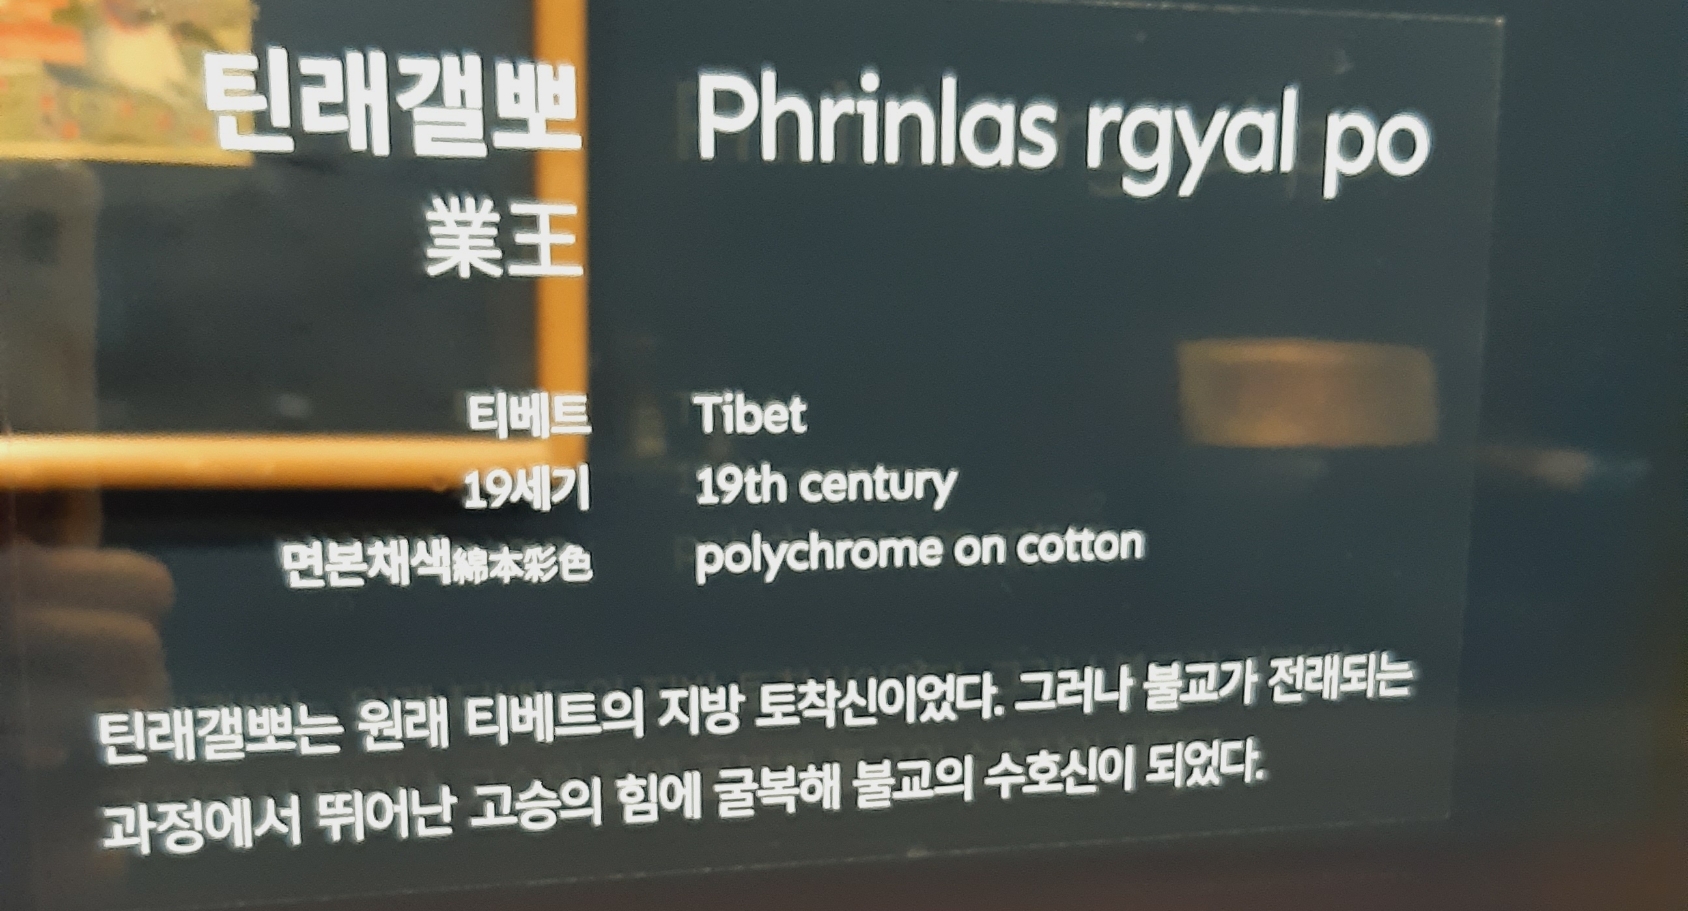 틴래갤뽀
Phrinlas rgyal po
業王
티베트
Tibet
19세기
19th century
면본채색綿本彩色
polychrome on cotton
틴래갤뽀는 원래 티베트의 지방 토착신이었다. 그러나 불교가 전래되는
과정에서 뛰어난 고승의 힘에 굴복해 불교의 수호신이 되었다.